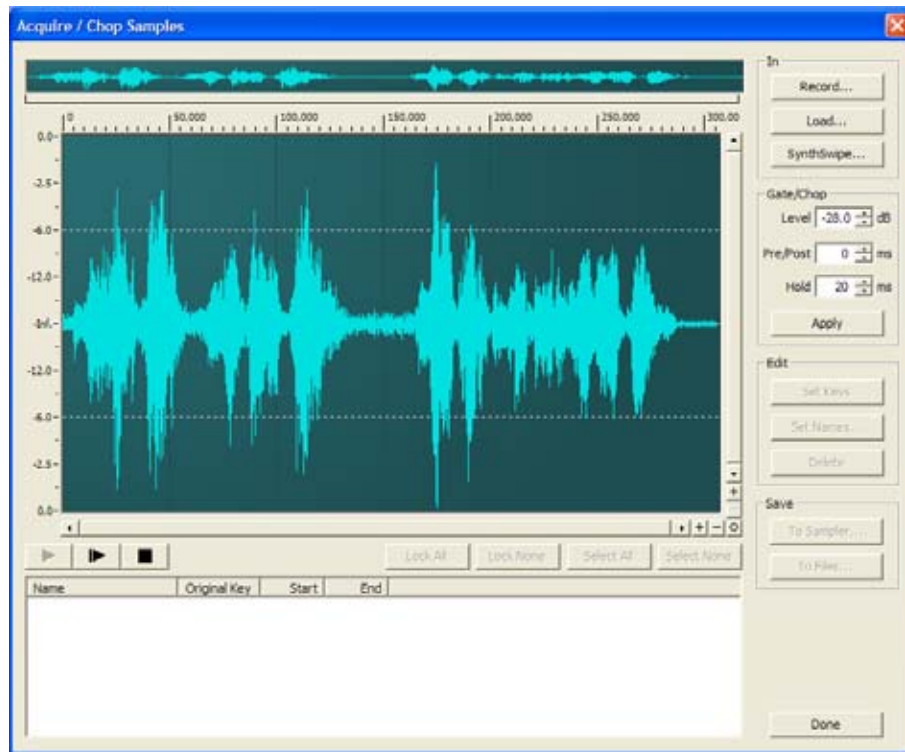 Acquire / Chop Samples
In
Record...
Load...
SynthSwipe...
0 50,000 100,000 150,000 200,000 250,000 300,00
0.0
-2.5
-6.0
-12.0
-Inf.
-12.0
-6.0
-2.5
0.0
Gate/Chop
Level -28.0 dB
Pre/Post 0 ms
Hold 20 ms
Apply
Edit
Set Keys
Set Names
Delete
Save
To Sampler...
To Files...
Lock All Lock None Select All Select None
Name Original Key Start End
Done